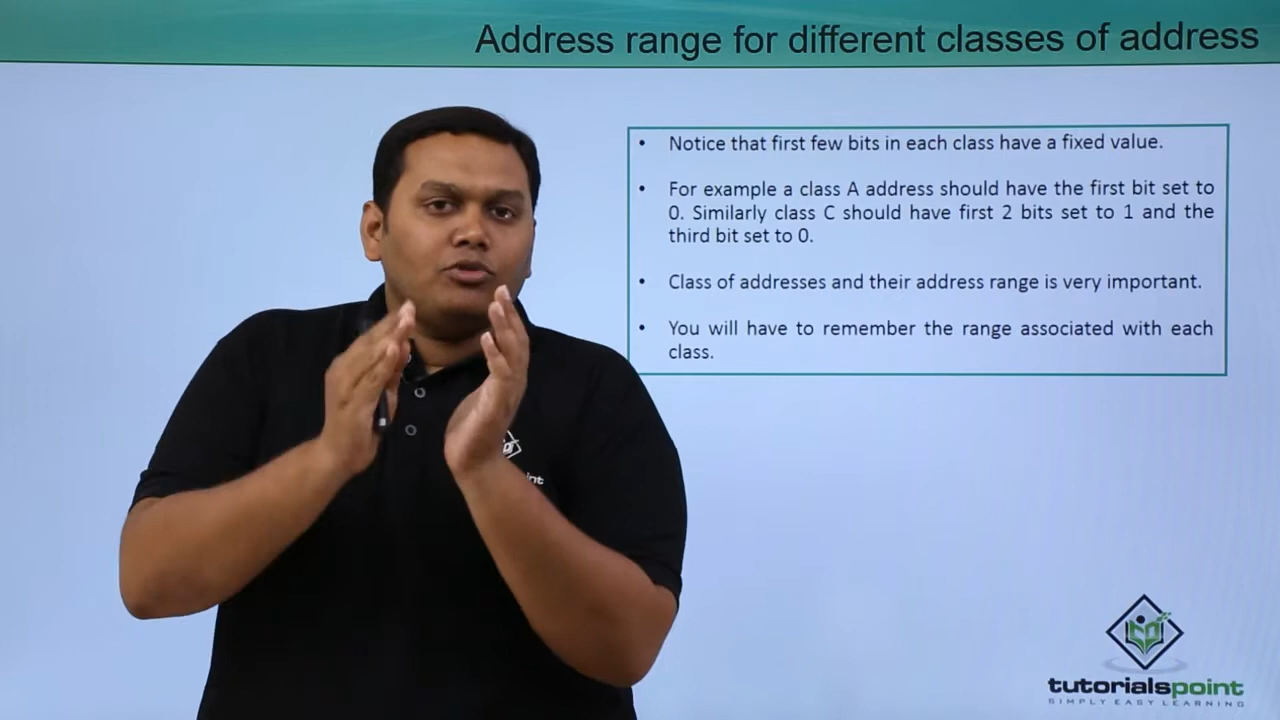 Address range for different classes of address
• Notice that first few bits in each class have a fixed value.
• For example a class A address should have the first bit set to
0. Similarly class C should have first 2 bits set to 1 and the
third bit set to 0.
• Class of addresses and their address range is very important.
• You will have to remember the range associated with each
class.
tutorialspoint
SIMPLY EASY LEARNING